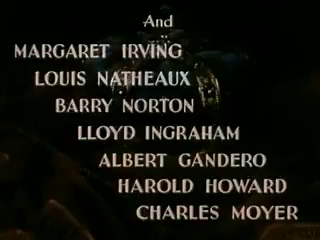 And
MARGARET IRVING
LOUIS NATHEAUX
BARRY NORTON
LLOYD INGRAHAM
ALBERT GANDERO
HAROLD HOWARD
CHARLES MOYER